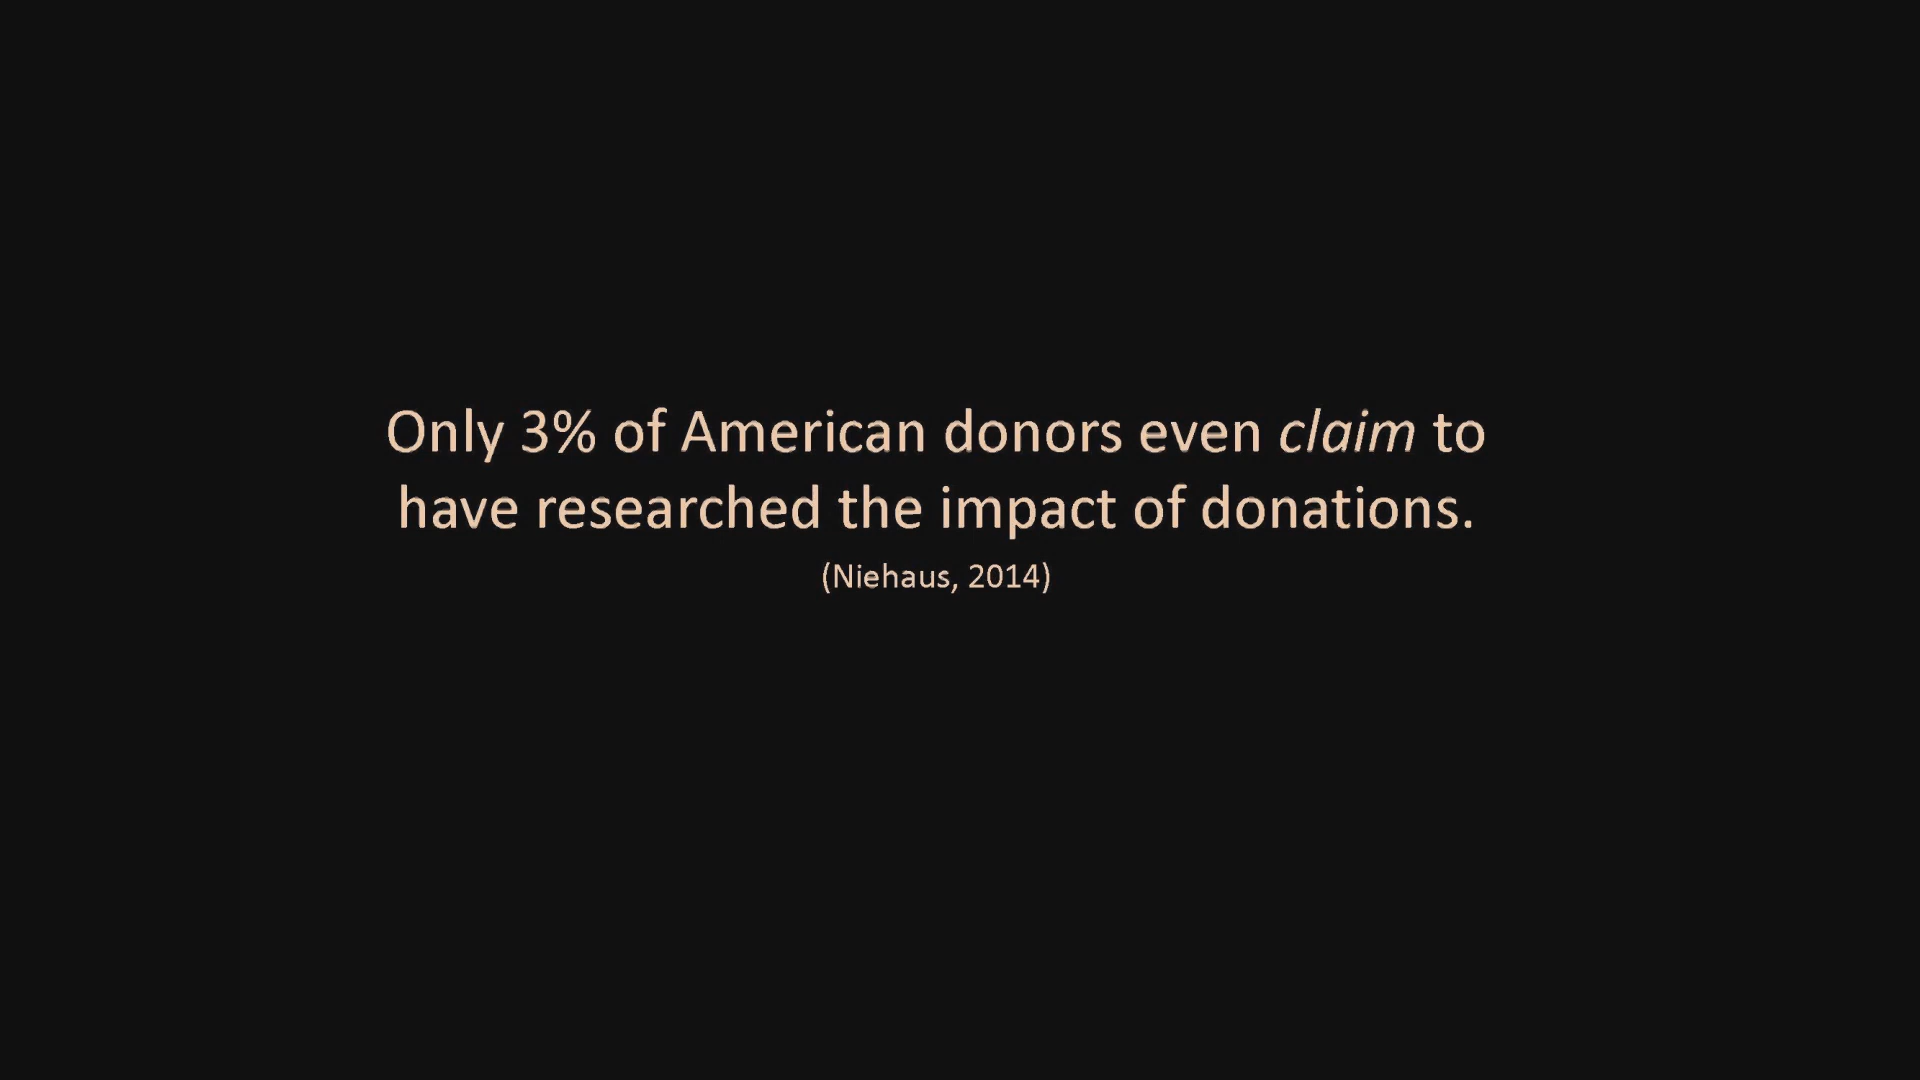 Only 3% of American donors even claim to
have researched the impact of donations.
(Niehaus, 2014)